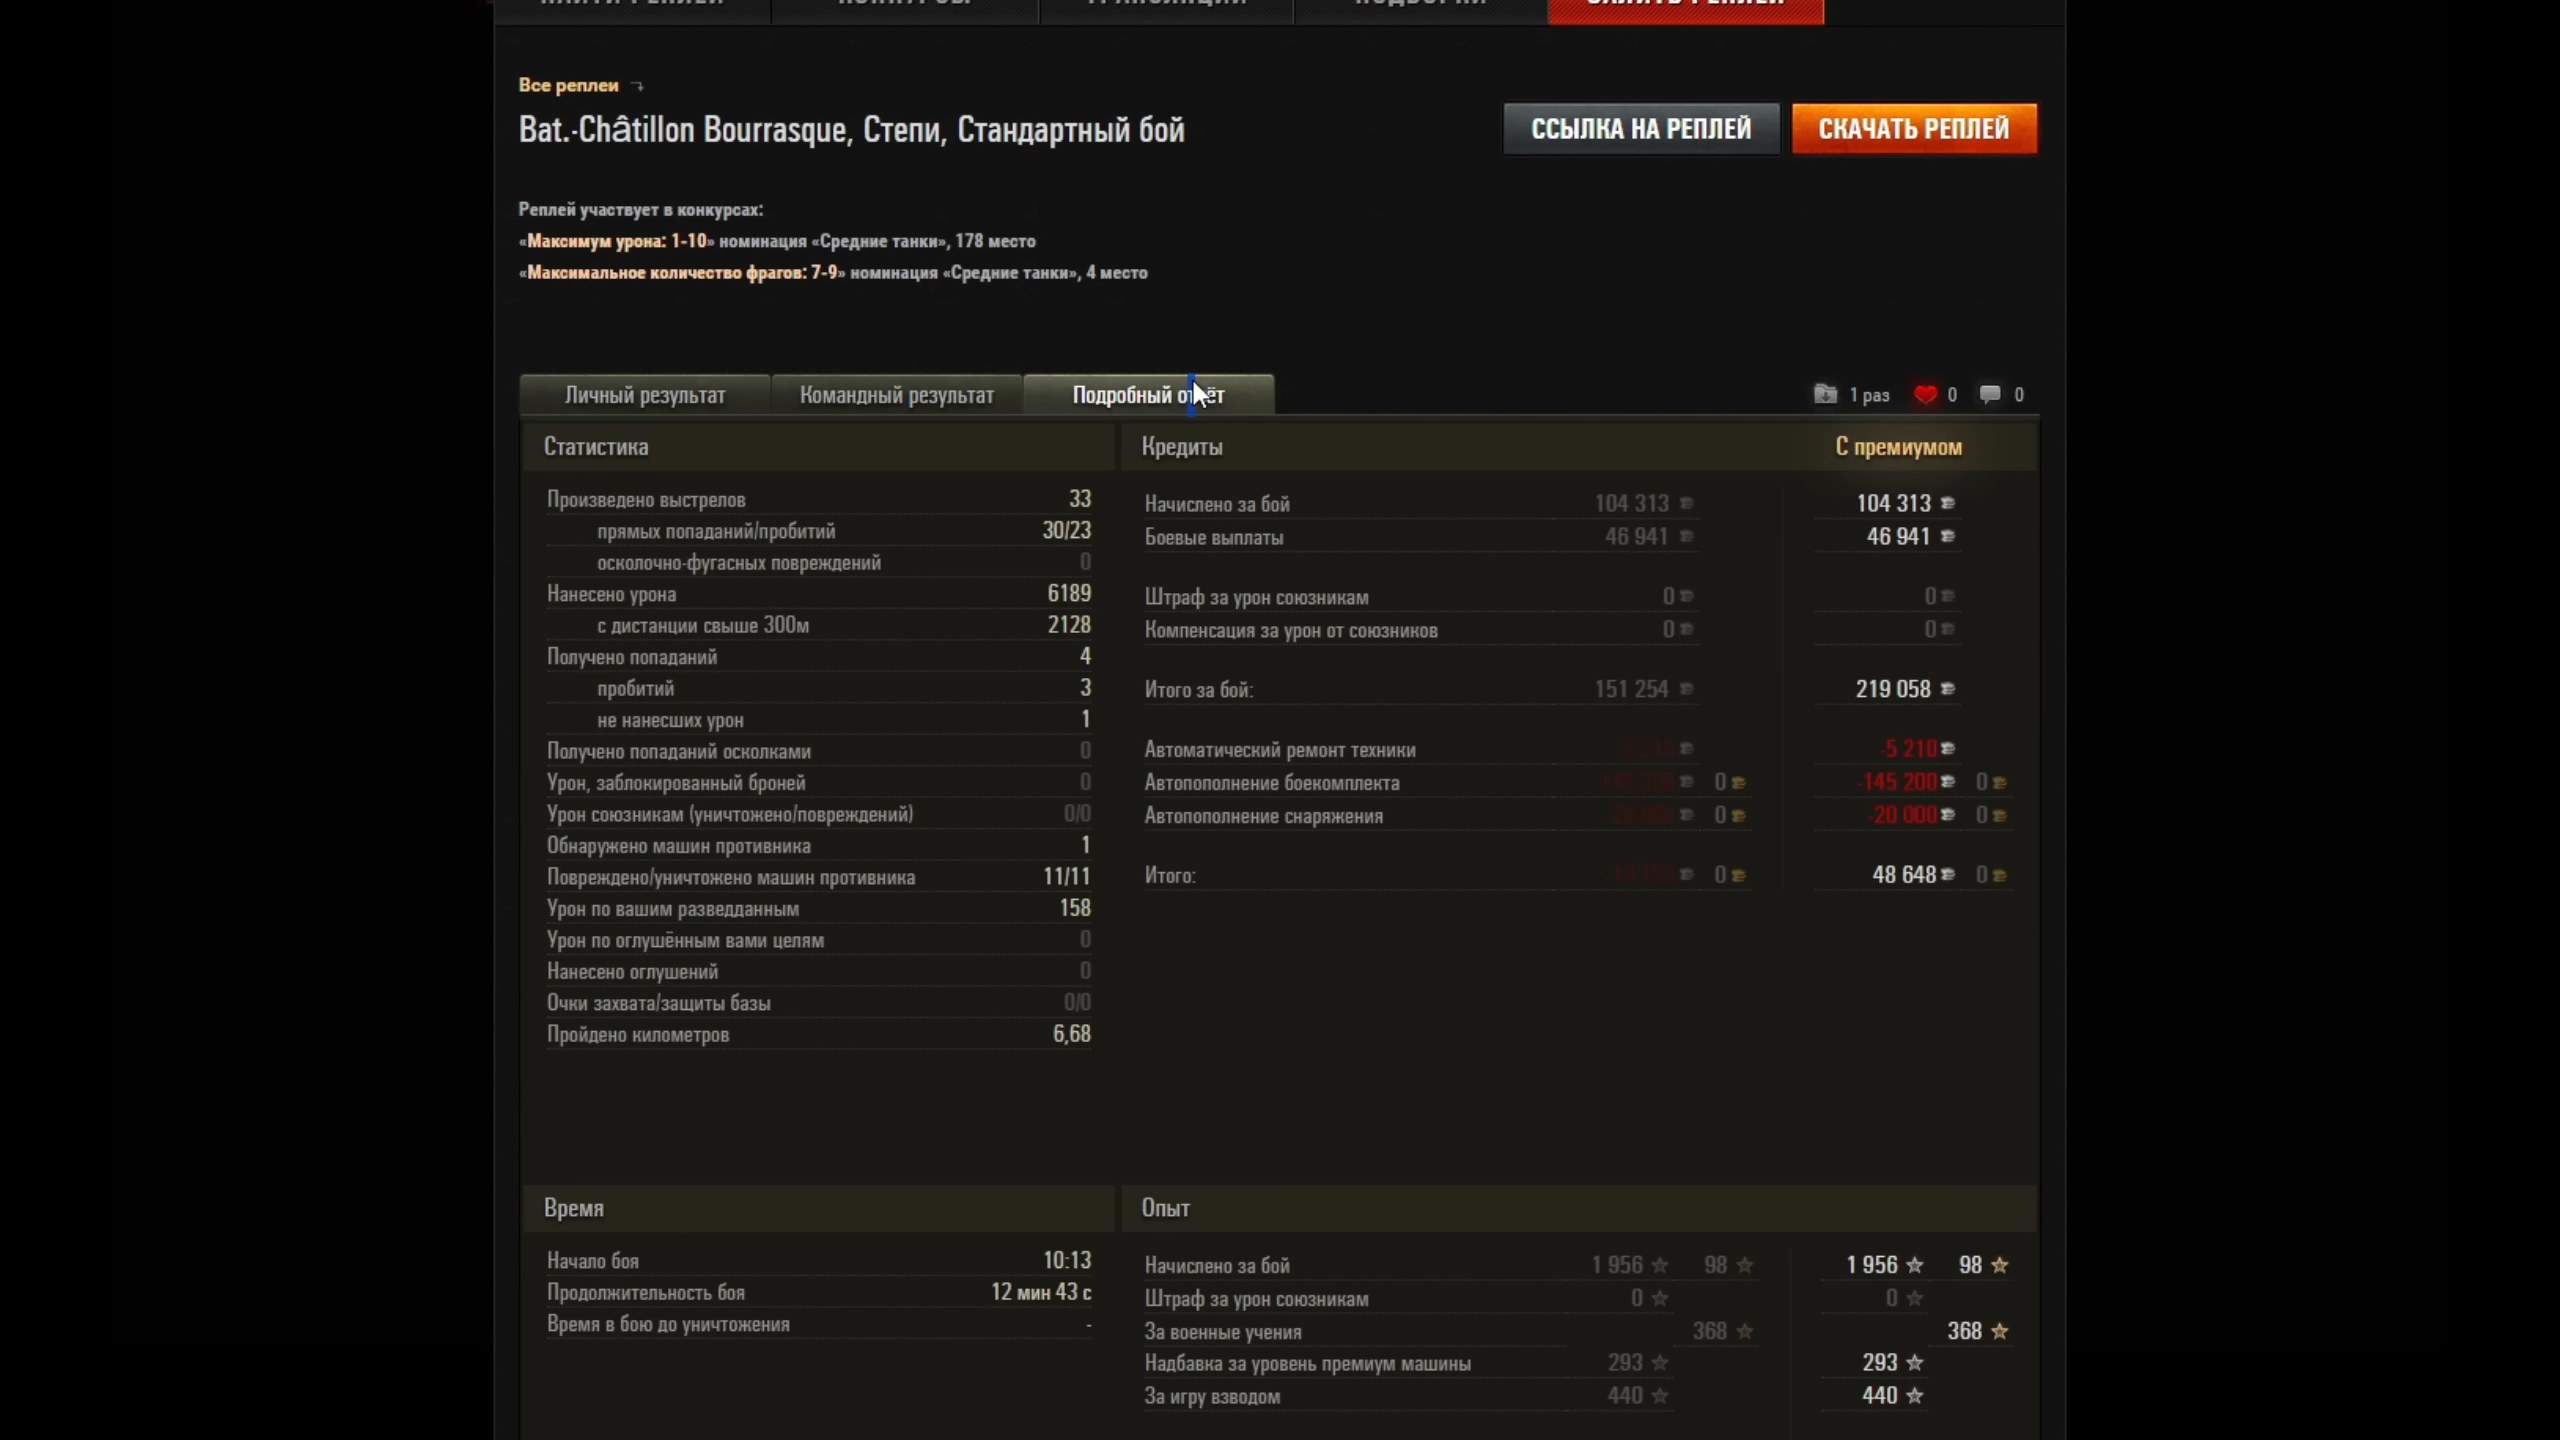 ЗАЛИТЬ РЕПЛЕЙ
Все реплеи
Bat.-Châtillon Bourrasque, Степи, Стандартный бой
ССЫЛКА НА РЕПЛЕЙ
СКАЧАТЬ РЕПЛЕЙ
Реплей участвует в конкурсах:
«Максимум урона: 1-10» номинация «Средние танки», 178 место
«Максимальное количество фрагов: 7-9» номинация «Средние танки», 4 место
Личный результат
Командный результат
Подробный отчёт
1 раз 0 0
Статистика
Произведено выстрелов 33
прямых попаданий/пробитий 30/23
осколочно-фугасных повреждений 0
Нанесено урона 6189
с дистанции свыше 300м 2128
Получено попаданий 4
пробитий 3
не нанесших урон 1
Получено попаданий осколками 0
Урон, заблокированный броней 0
Урон союзникам (уничтожено/повреждений) 0/0
Обнаружено машин противника 1
Повреждено/уничтожено машин противника 11/11
Урон по вашим разведданным 158
Урон по оглушённым вами целям 0
Нанесено оглушений 0
Очки захвата/защиты базы 0/0
Пройдено километров 6,68
Кредиты С премиумом
Начислено за бой 104 313 104 313
Боевые выплаты 46 941 46 941
Штраф за урон союзникам 0 0
Компенсация за урон от союзников 0 0
Итого за бой: 151 254 219 058
Автоматический ремонт техники -5 210
Автопополнение боекомплекта 0 -145 200 0
Автопополнение снаряжения 0 -20 000 0
Итого: 0 48 648 0
Время
Начало боя 10:13
Продолжительность боя 12 мин 43 с
Время в бою до уничтожения -
Опыт
Начислено за бой 1 956 98 1 956 98
Штраф за урон союзникам 0 0
За военные учения 368 368
Надбавка за уровень премиум машины 293 293
За игру взводом 440 440